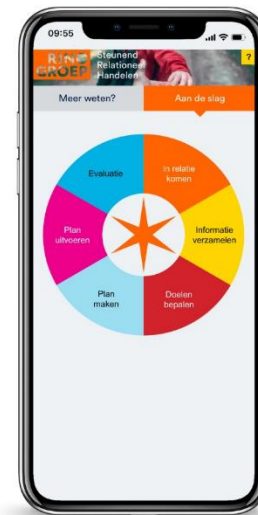 09:55
RINO
GROEP
Steunend
Relationeel
Handelen
?
Meer weten?
Aan de slag
Evaluatie
In relatie
komen
Plan
uitvoeren
Informatie
verzamelen
Plan
maken
Doelen
bepalen